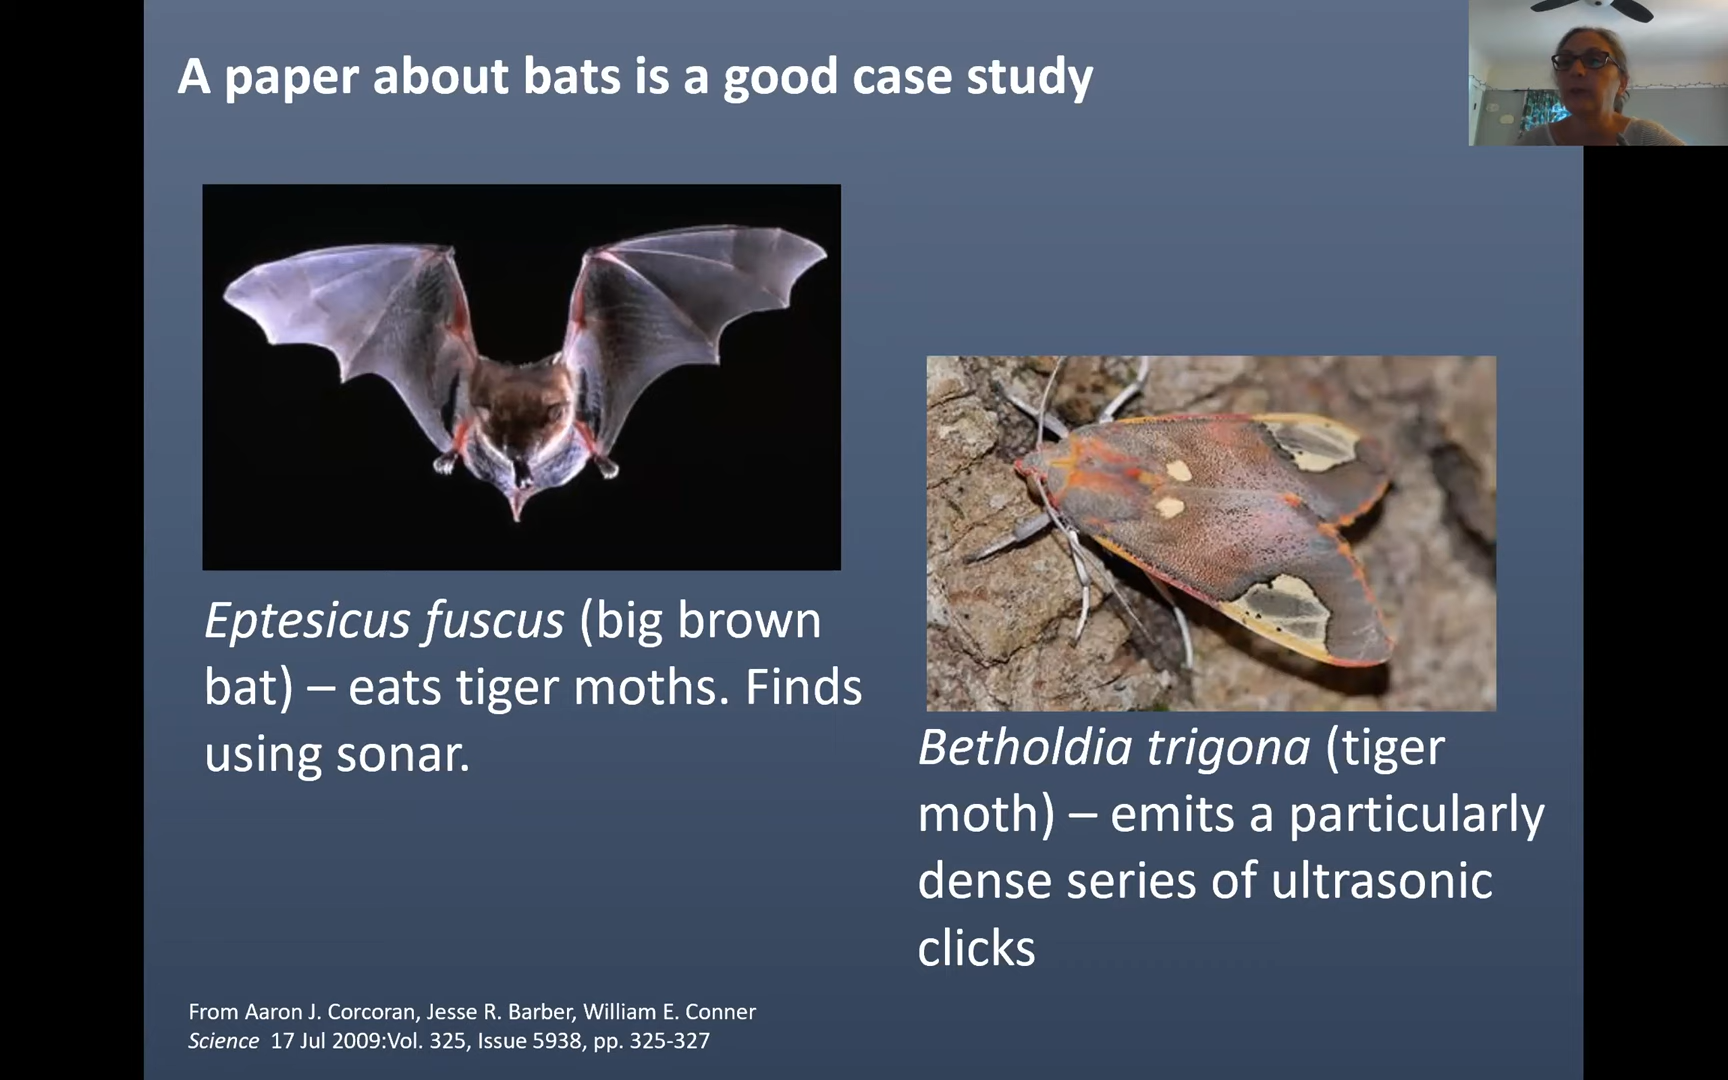 A paper about bats is a good case study
Eptesicus fuscus (big brown
bat) – eats tiger moths. Finds
using sonar.
Betholdia trigona (tiger
moth) – emits a particularly
dense series of ultrasonic
clicks
From Aaron J. Corcoran, Jesse R. Barber, William E. Conner
Science  17 Jul 2009:Vol. 325, Issue 5938, pp. 325-327